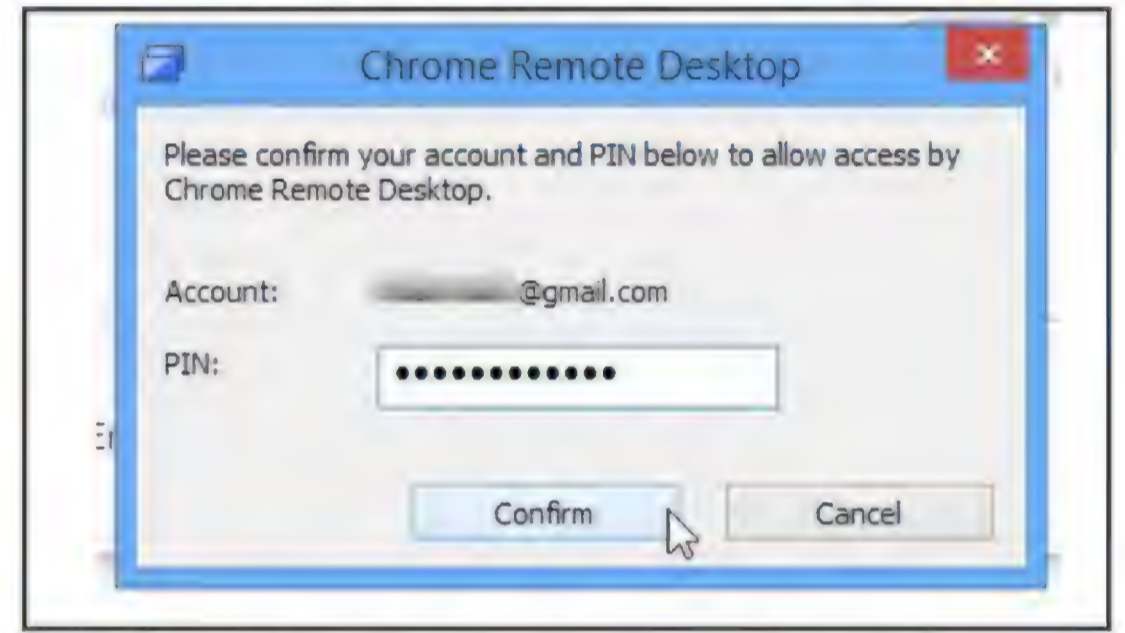 Chrome Remote Desktop
Please confirm your account and PIN below to allow access by
Chrome Remote Desktop.
Account: @gmail.com
PIN: ••••••••••••
Confirm Cancel